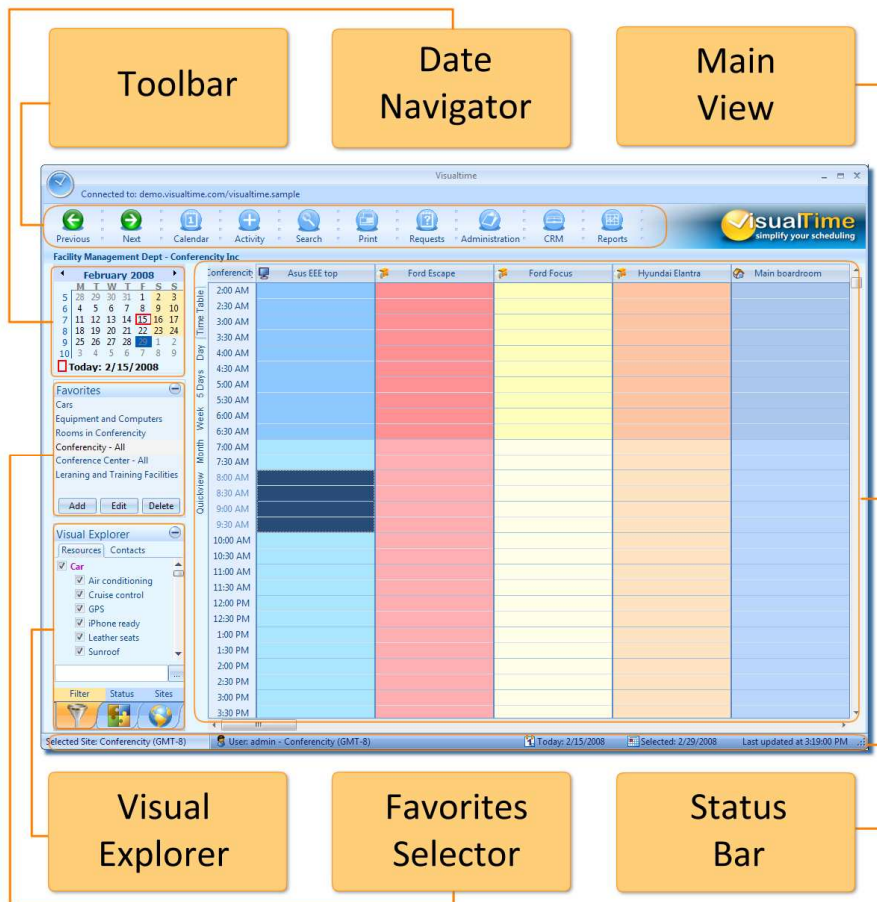 Toolbar
Date
Navigator
Main
View
Visualtime
Connected to: demo.visualtime.com/visualtime.sample
Previous Next Calendar Activity Search Print Requests Administration CRM Reports
VisualTime
simplify your scheduling
Facility Management Dept - Conferencity Inc
February 2008
M T W T F S S
5 28 29 30 31 1 2 3
6 4 5 6 7 8 9 10
7 11 12 13 14 15 16 17
8 18 19 20 21 22 23 24
9 25 26 27 28 29 1 2
10 3 4 5 6 7 8 9
Today: 2/15/2008
Favorites
Cars
Equipment and Computers
Rooms in Conferencity
Conferencity - All
Conference Center - All
Leraning and Training Facilities
Add Edit Delete
Visual Explorer
Resources Contacts
Car
Air conditioning
Cruise control
GPS
iPhone ready
Leather seats
Sunroof
...
Filter Status Sites
Time Table
Day
5 Days
Week
Month
Quickview
Conferencity Asus EEE top Ford Escape Ford Focus Hyundai Elantra Main boardroom
2:00 AM
2:30 AM
3:00 AM
3:30 AM
4:00 AM
4:30 AM
5:00 AM
5:30 AM
6:00 AM
6:30 AM
7:00 AM
7:30 AM
8:00 AM
8:30 AM
9:00 AM
9:30 AM
10:00 AM
10:30 AM
11:00 AM
11:30 AM
12:00 PM
12:30 PM
1:00 PM
1:30 PM
2:00 PM
2:30 PM
3:00 PM
3:30 PM
Selected Site: Conferencity (GMT-8) User: admin - Conferencity (GMT-8) Today: 2/15/2008 Selected: 2/29/2008 Last updated at 3:19:00 PM
Visual
Explorer
Favorites
Selector
Status
Bar